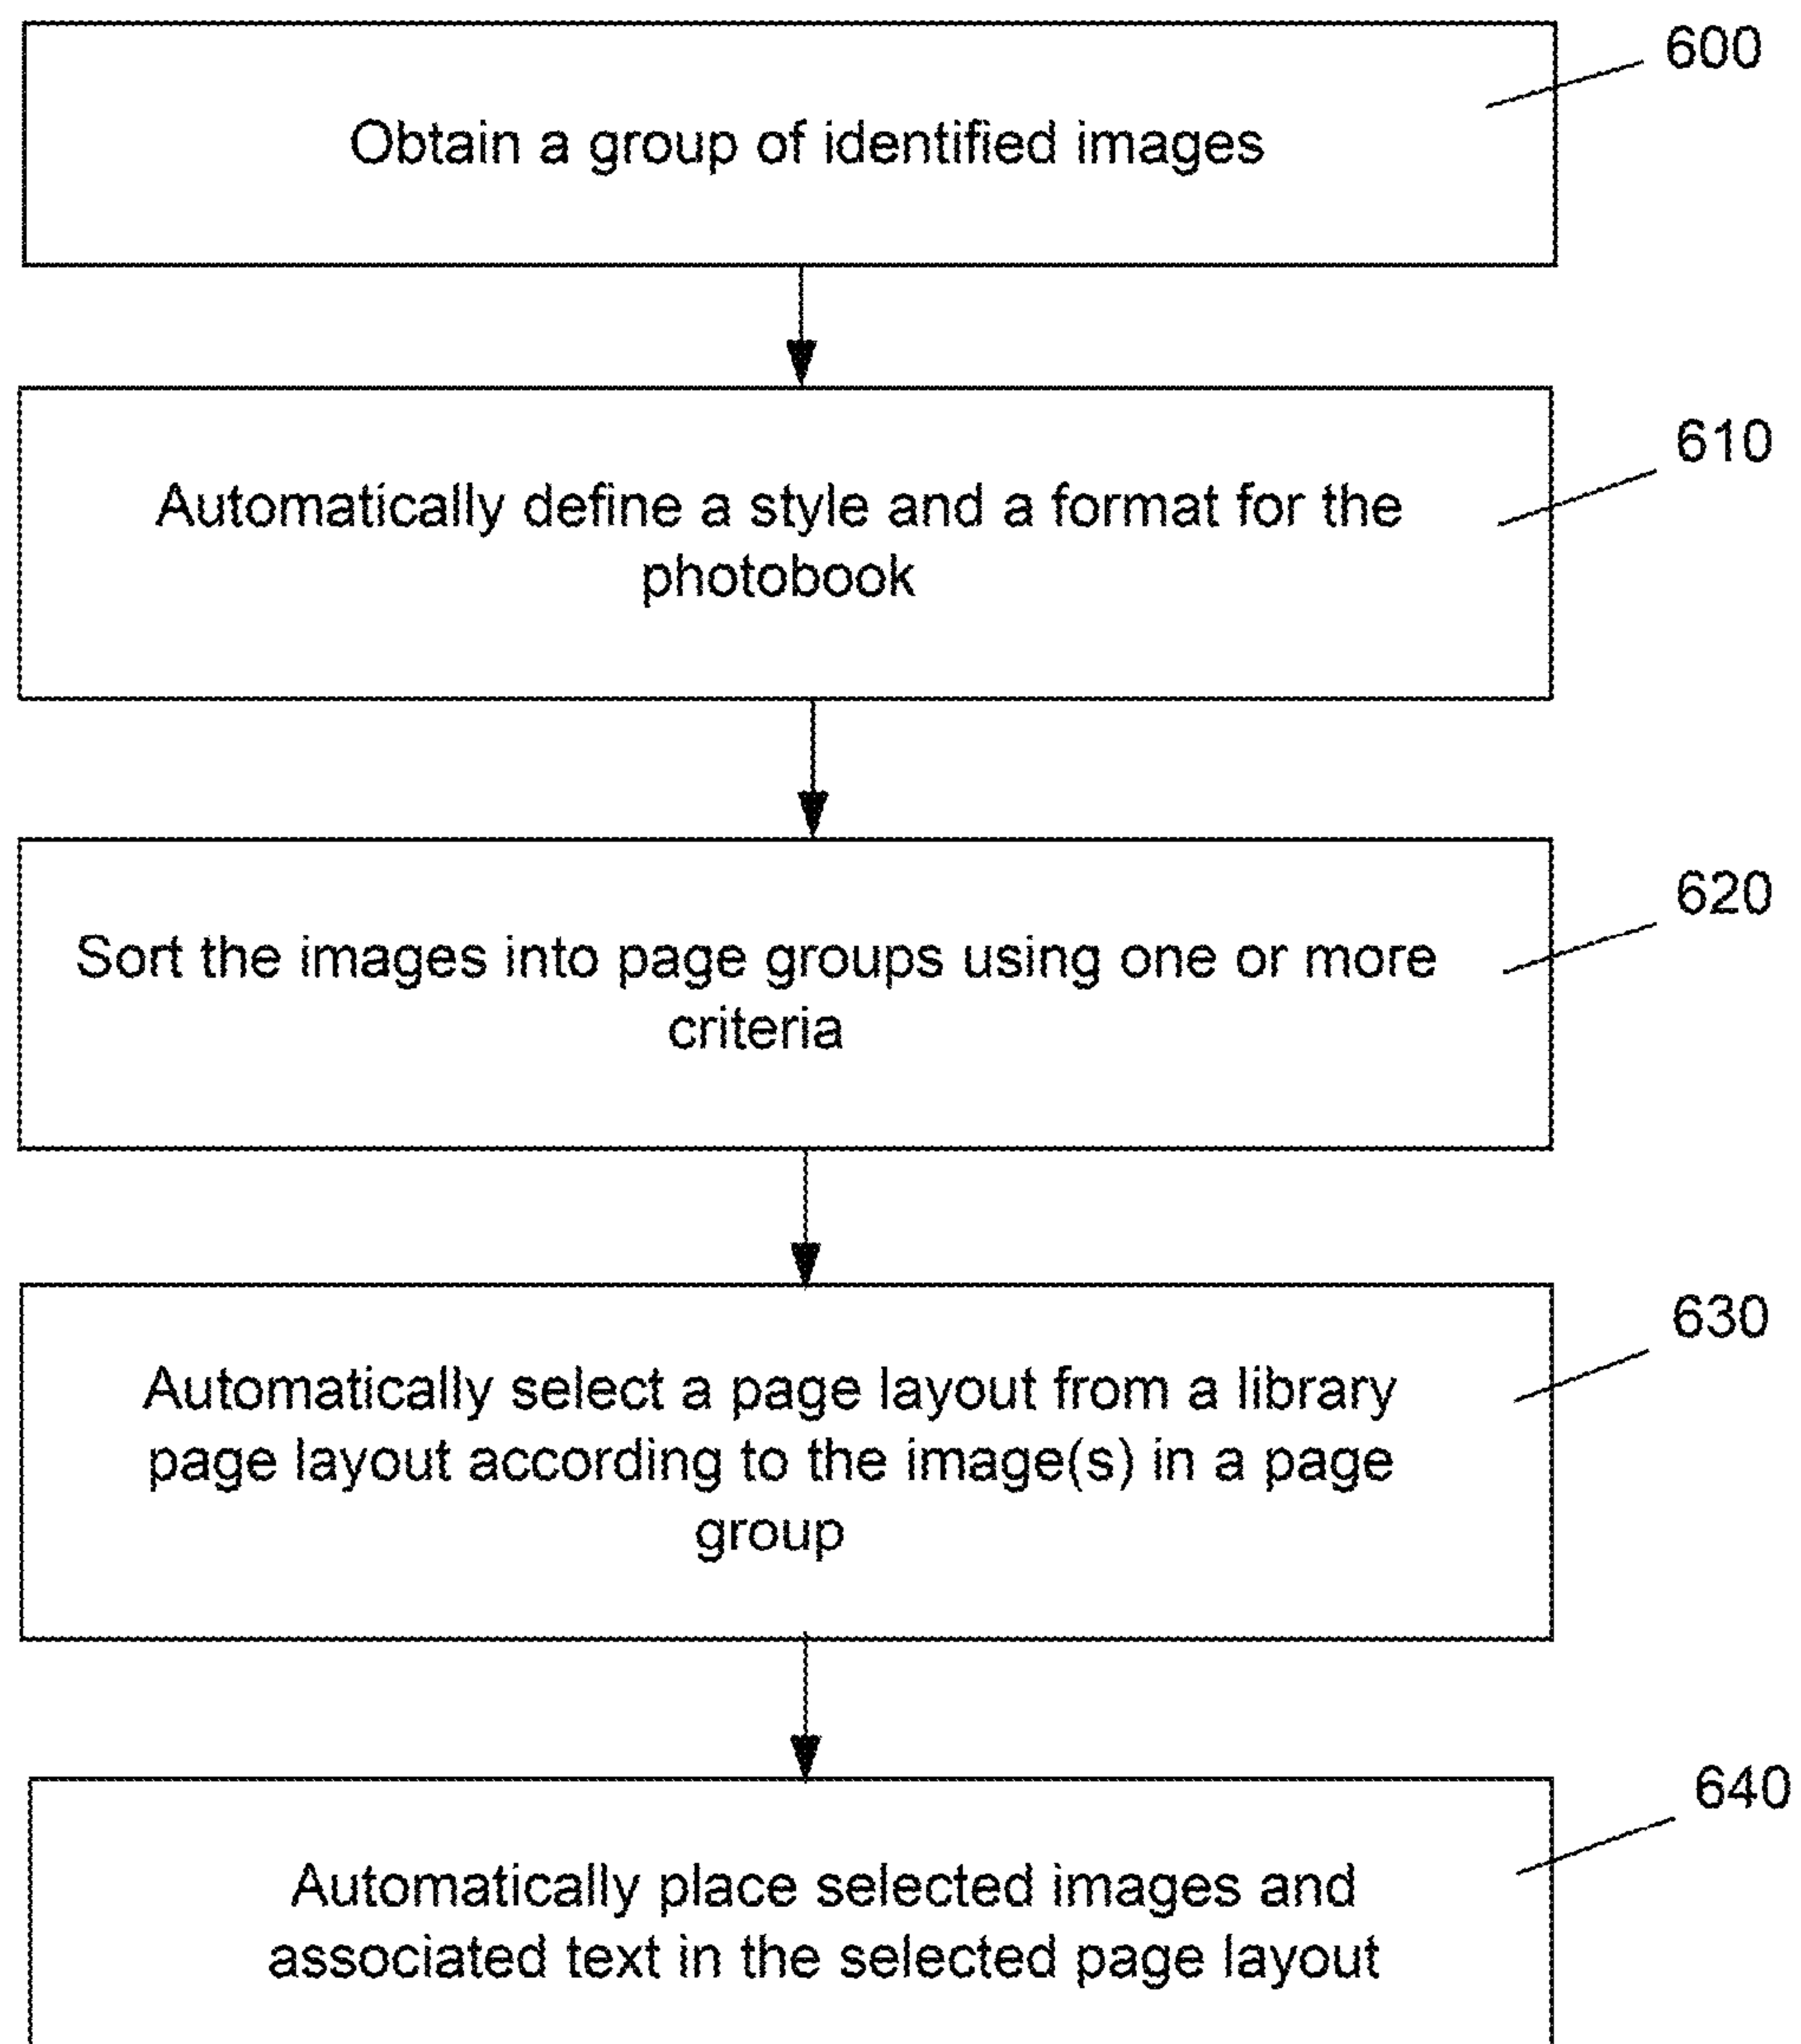 600
Obtain a group of identified images
610
Automatically define a style and a format for the
photobook
620
Sort the images into page groups using one or more
criteria
630
Automatically select a page layout from a library
page layout according to the image(s) in a page
group
640
Automatically place selected images and
associated text in the selected page layout